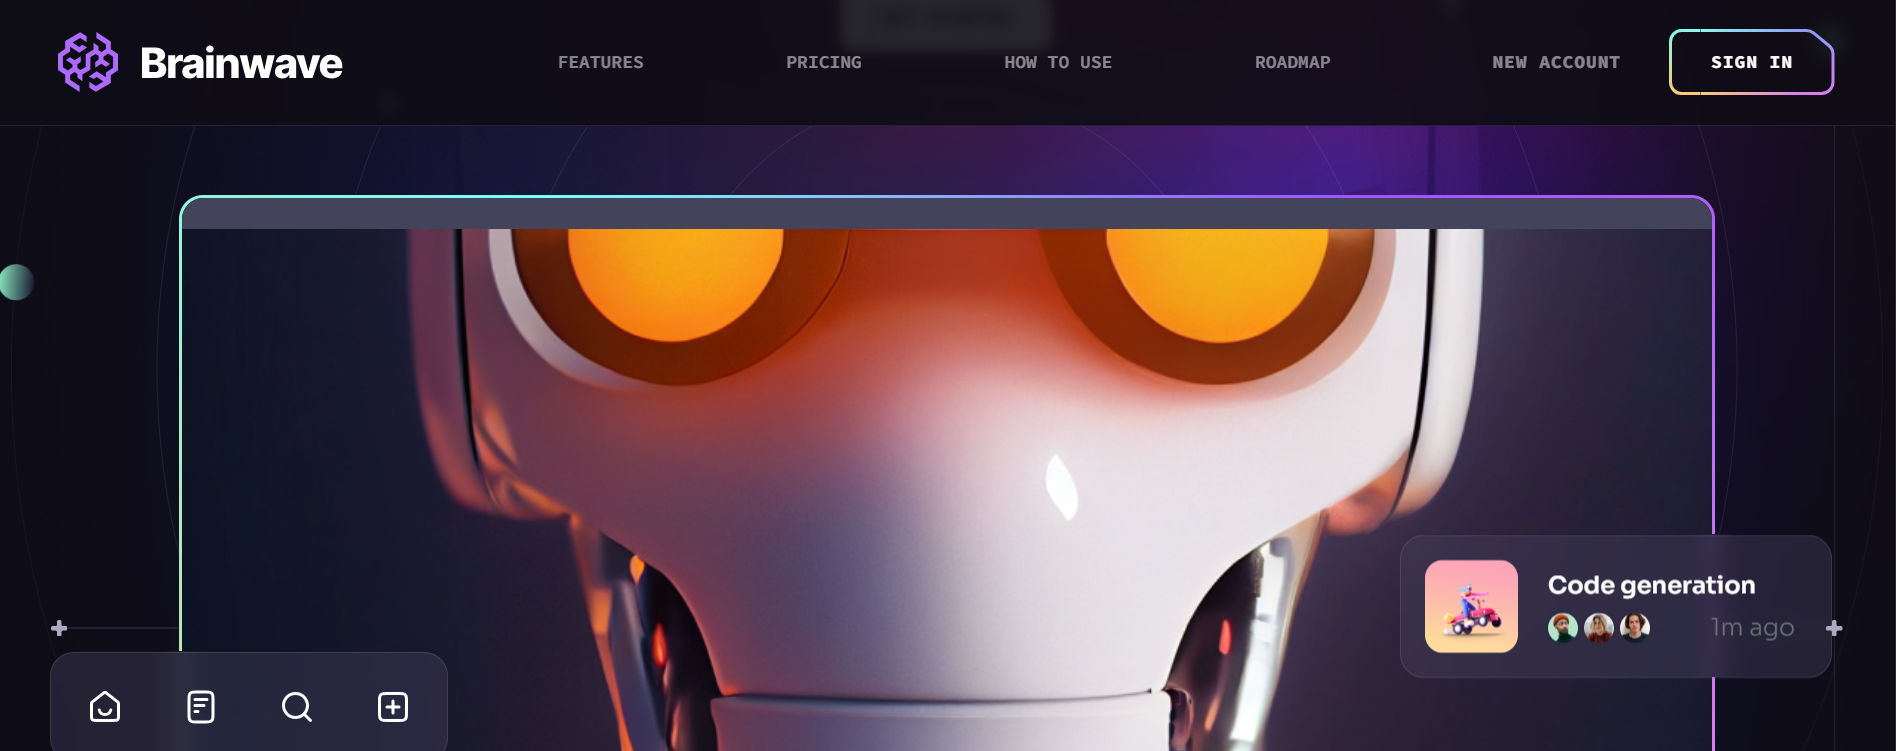 Brainwave
FEATURES
PRICING
HOW TO USE
ROADMAP
NEW ACCOUNT
SIGN IN
Code generation
1m ago